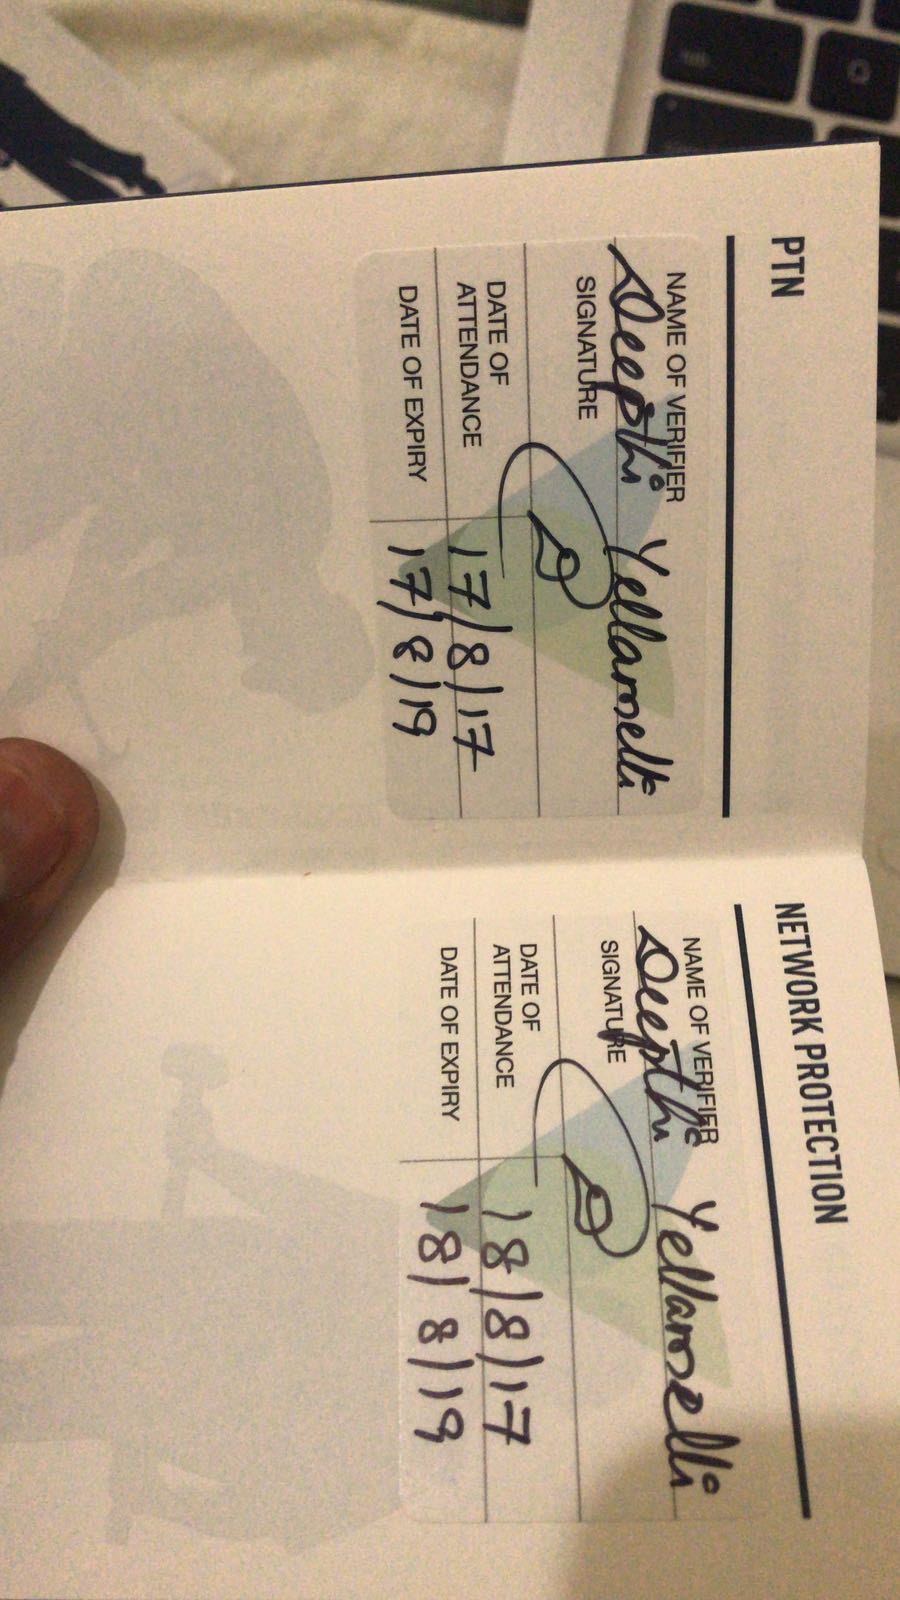 PTN
NAME OF VERIFIER
Deepthi Yellamelli
SIGNATURE
DATE OF
ATTENDANCE 17/8/17
DATE OF EXPIRY 17/8/19
NETWORK PROTECTION
NAME OF VERIFIER
Deepthi Yellamelli
SIGNATURE
DATE OF
ATTENDANCE 18/8/17
DATE OF EXPIRY 18/8/19